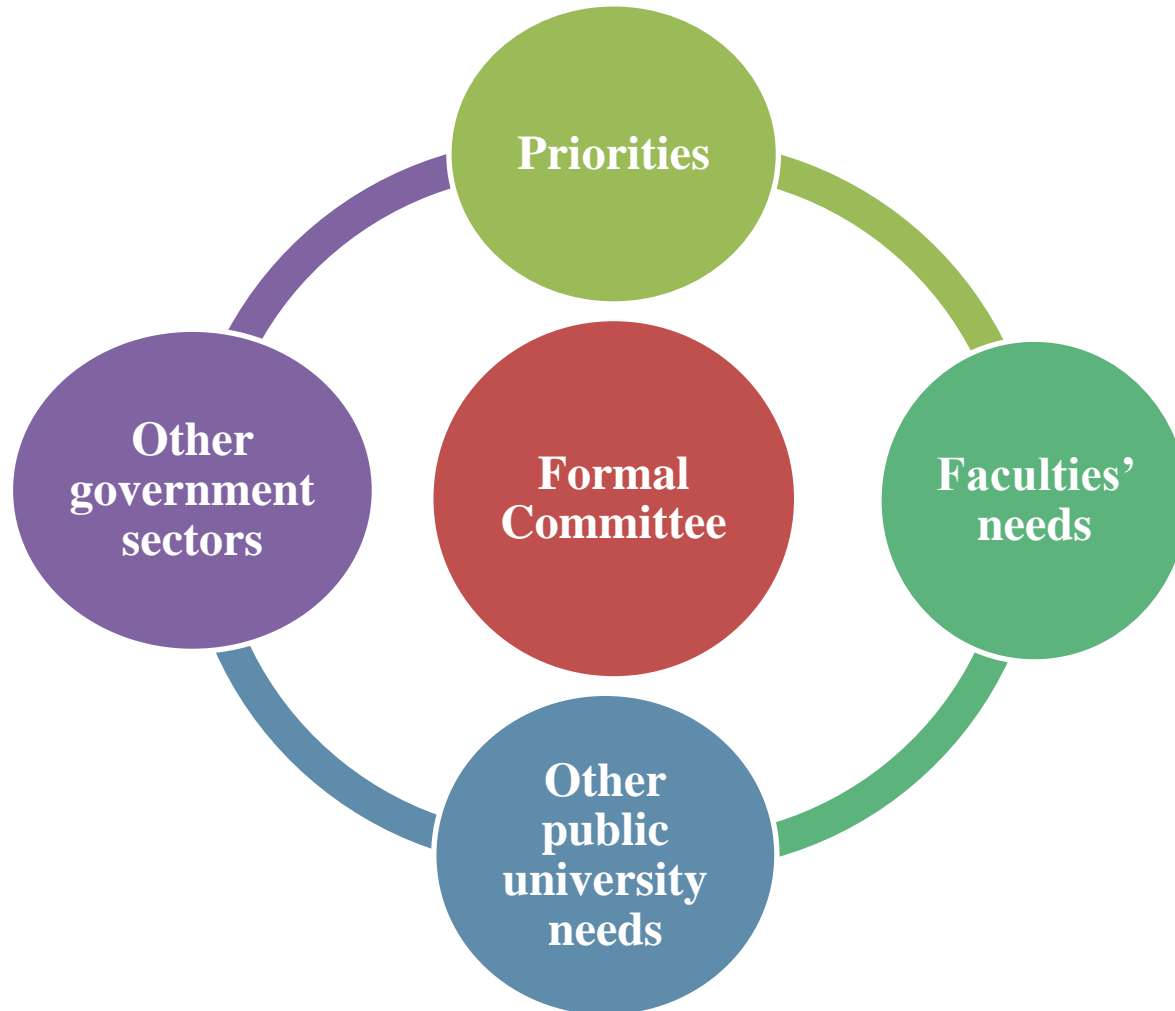 Priorities
Other
government
sectors
Formal
Committee
Faculties’
needs
Other
public
university
needs